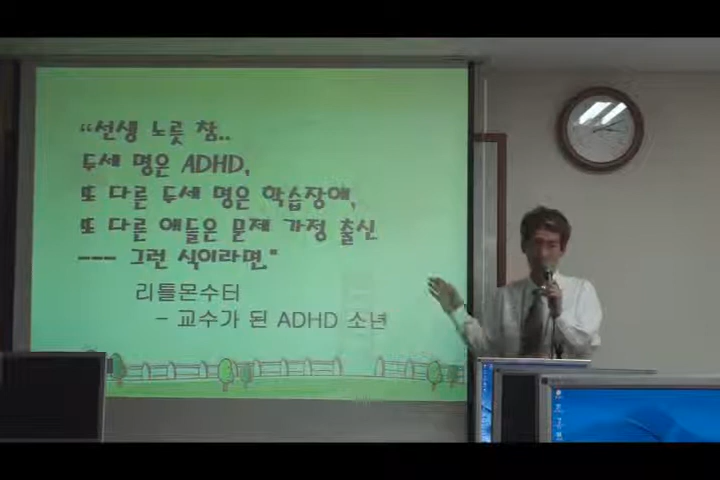 “선생 노릇 참..
두세 명은 ADHD,
또 다른 두세 명은 학습장애,
또 다른 애들은 문제 가정 출신
--- 그런 식이라면."
리틀몬수터
- 교수가 된 ADHD 소년